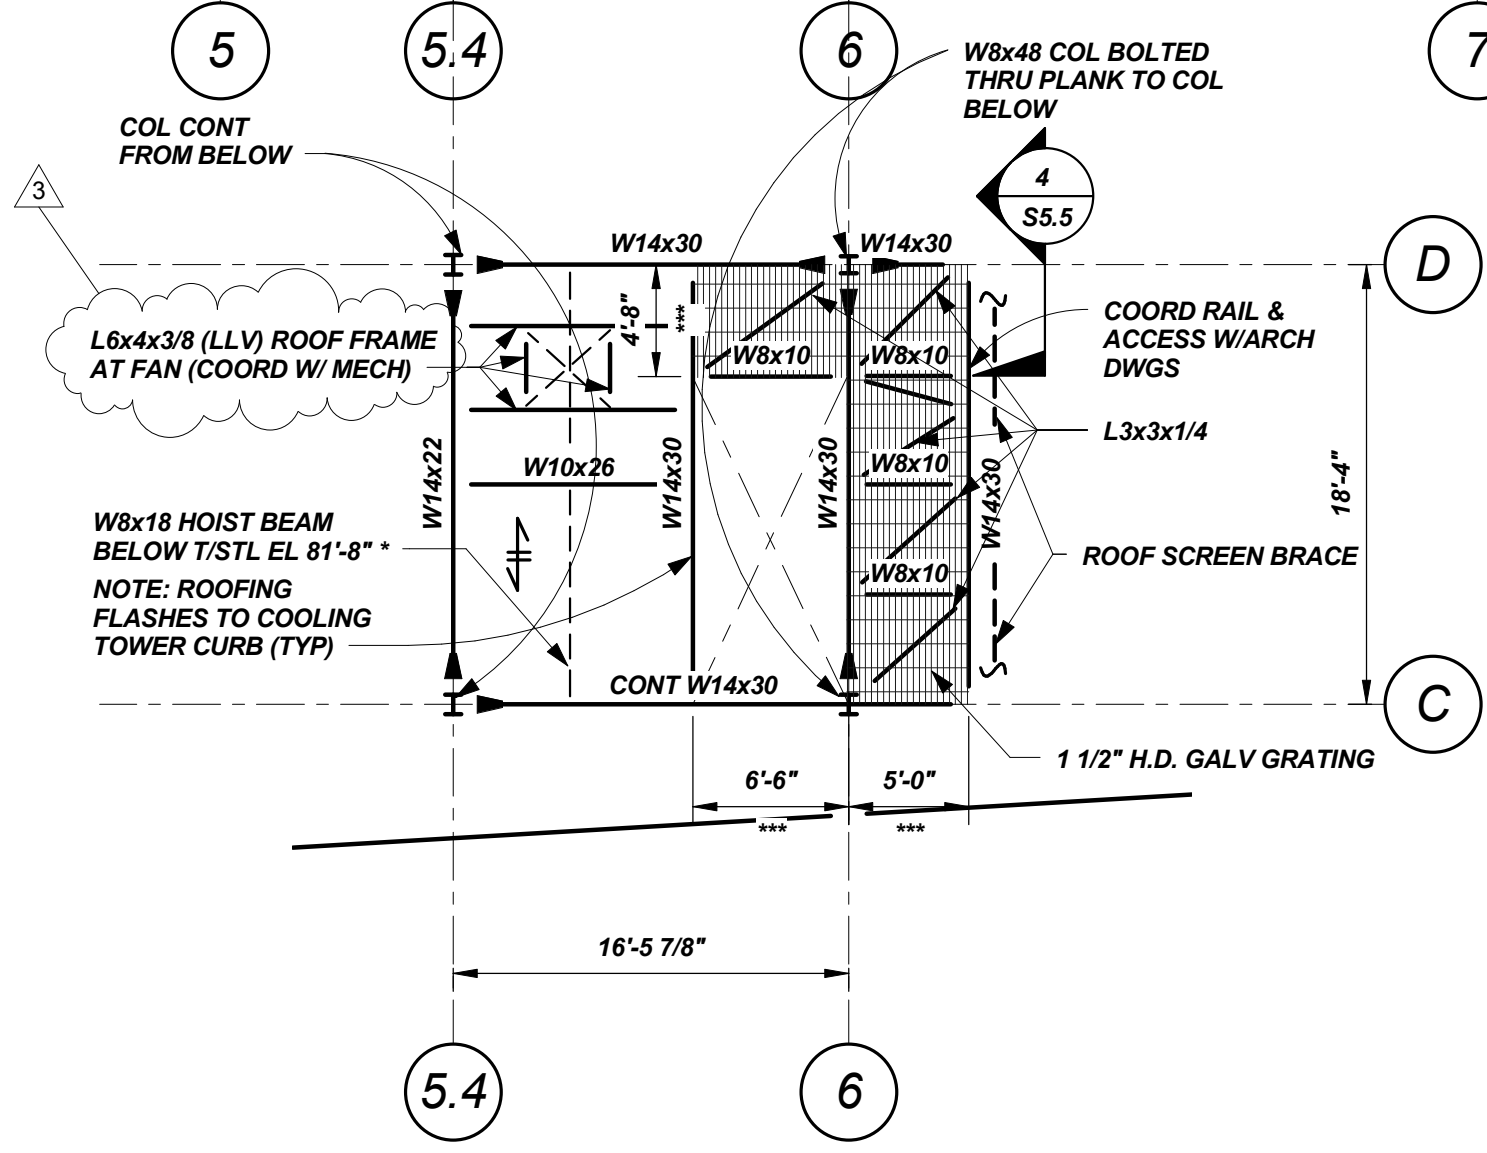 5
5.4
6
7
W8x48 COL BOLTED
THRU PLANK TO COL
BELOW
COL CONT
FROM BELOW
3
4
S5.5
W14x30
W14x30
D
L6x4x3/8 (LLV) ROOF FRAME
AT FAN (COORD W/ MECH)
4'-8"
***
W8x10
W8x10
COORD RAIL &
ACCESS W/ARCH
DWGS
L3x3x1/4
W14x22
W10x26
W14x30
W14x30
W8x10
W14x30
18'-4"
W8x18 HOIST BEAM
BELOW T/STL EL 81'-8" *
NOTE: ROOFING
FLASHES TO COOLING
TOWER CURB (TYP)
W8x10
ROOF SCREEN BRACE
CONT W14x30
C
1 1/2" H.D. GALV GRATING
6'-6"
5'-0"
***
***
16'-5 7/8"
5.4
6